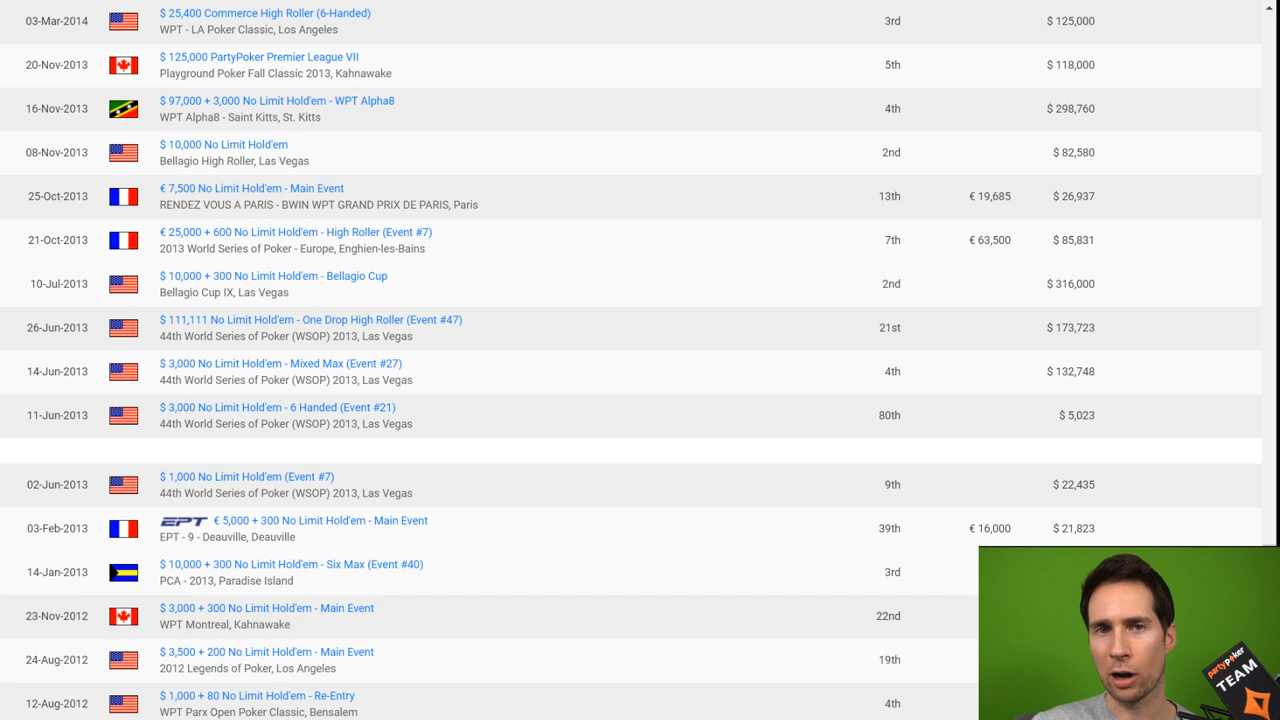 $ 25,400 Commerce High Roller (6-Handed)
03-Mar-2014 3rd $ 125,000
WPT - LA Poker Classic, Los Angeles
$ 125,000 PartyPoker Premier League VII
20-Nov-2013 5th $ 118,000
Playground Poker Fall Classic 2013, Kahnawake
$ 97,000 + 3,000 No Limit Hold'em - WPT Alpha8
16-Nov-2013 4th $ 298,760
WPT Alpha8 - Saint Kitts, St. Kitts
$ 10,000 No Limit Hold'em
08-Nov-2013 2nd $ 82,580
Bellagio High Roller, Las Vegas
€ 7,500 No Limit Hold'em - Main Event
25-Oct-2013 13th € 19,685 $ 26,937
RENDEZ VOUS A PARIS - BWIN WPT GRAND PRIX DE PARIS, Paris
€ 25,000 + 600 No Limit Hold'em - High Roller (Event #7)
21-Oct-2013 7th € 63,500 $ 85,831
2013 World Series of Poker - Europe, Enghien-les-Bains
$ 10,000 + 300 No Limit Hold'em - Bellagio Cup
10-Jul-2013 2nd $ 316,000
Bellagio Cup IX, Las Vegas
$ 111,111 No Limit Hold'em - One Drop High Roller (Event #47)
26-Jun-2013 21st $ 173,723
44th World Series of Poker (WSOP) 2013, Las Vegas
$ 3,000 No Limit Hold'em - Mixed Max (Event #27)
14-Jun-2013 4th $ 132,748
44th World Series of Poker (WSOP) 2013, Las Vegas
$ 3,000 No Limit Hold'em - 6 Handed (Event #21)
11-Jun-2013 80th $ 5,023
44th World Series of Poker (WSOP) 2013, Las Vegas
$ 1,000 No Limit Hold'em (Event #7)
02-Jun-2013 9th $ 22,435
44th World Series of Poker (WSOP) 2013, Las Vegas
EPT € 5,000 + 300 No Limit Hold'em - Main Event
03-Feb-2013 39th € 16,000 $ 21,823
EPT - 9 - Deauville, Deauville
$ 10,000 + 300 No Limit Hold'em - Six Max (Event #40)
14-Jan-2013 3rd
PCA - 2013, Paradise Island
$ 3,000 + 300 No Limit Hold'em - Main Event
23-Nov-2012 22nd
WPT Montreal, Kahnawake
$ 3,500 + 200 No Limit Hold'em - Main Event
24-Aug-2012 19th
2012 Legends of Poker, Los Angeles
$ 1,000 + 80 No Limit Hold'em - Re-Entry
12-Aug-2012 4th
WPT Parx Open Poker Classic, Bensalem
partypoker
TEAM